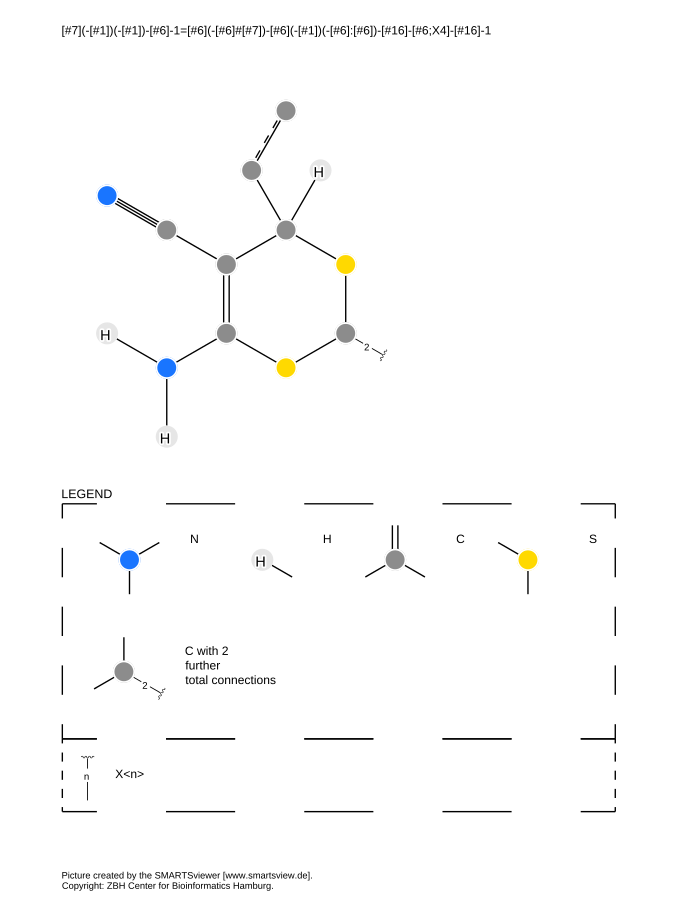 [#7](-[#1])(-[#1])-[#6]-1=[#6](-[#6]#[#7])-[#6](-[#1])(-[#6]:[#6])-[#16]-[#6;X4]-[#16]-1
H
H
2
H
LEGEND
N
H
H
C
S
2
C with 2
further
total connections
n
X<n>
Picture created by the SMARTSviewer [www.smartsview.de].
Copyright: ZBH Center for Bioinformatics Hamburg.